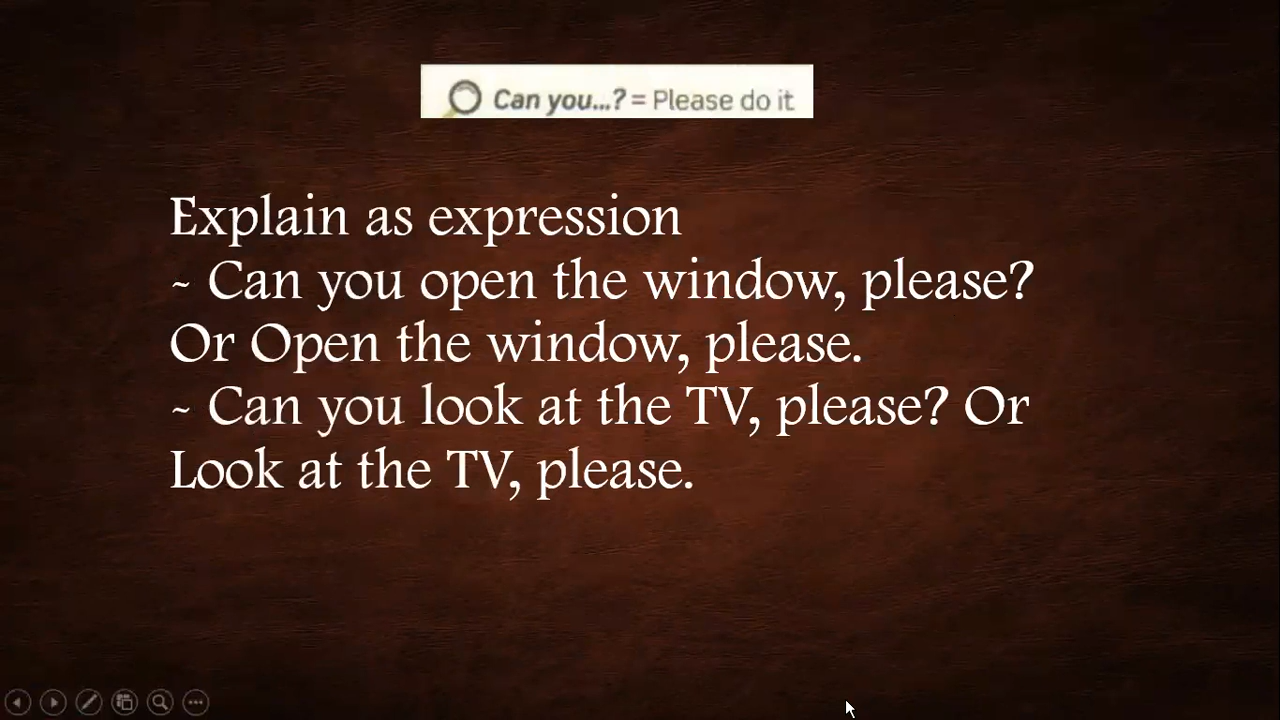 Can you...? = Please do it
Explain as expression
~ Can you open the window, please?
Or Open the window, please.
~ Can you look at the TV, please? Or
Look at the TV, please.